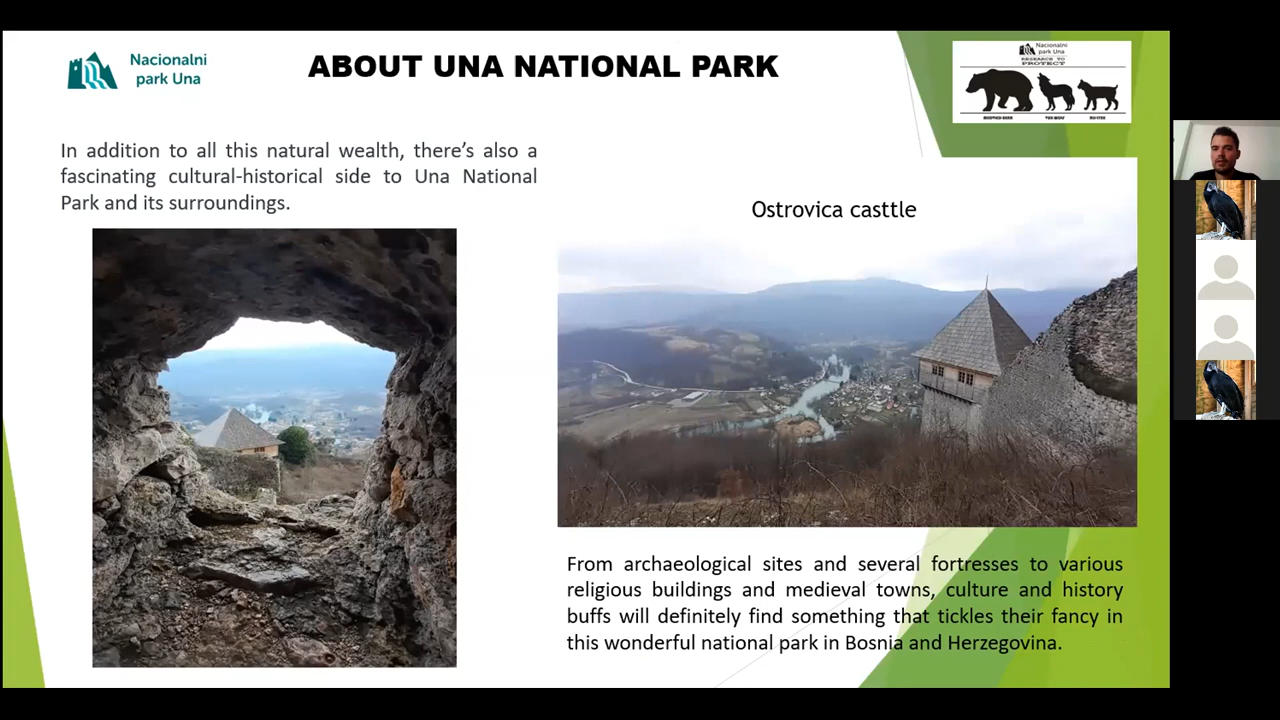 Nacionalni
park Una
ABOUT UNA NATIONAL PARK
Nacionalni
park Una
RESEARCH TO
PROTECT
In addition to all this natural wealth, there's also a
fascinating cultural-historical side to Una National
Park and its surroundings.
Ostrovica casttle
From archaeological sites and several fortresses to various
religious buildings and medieval towns, culture and history
buffs will definitely find something that tickles their fancy in
this wonderful national park in Bosnia and Herzegovina.